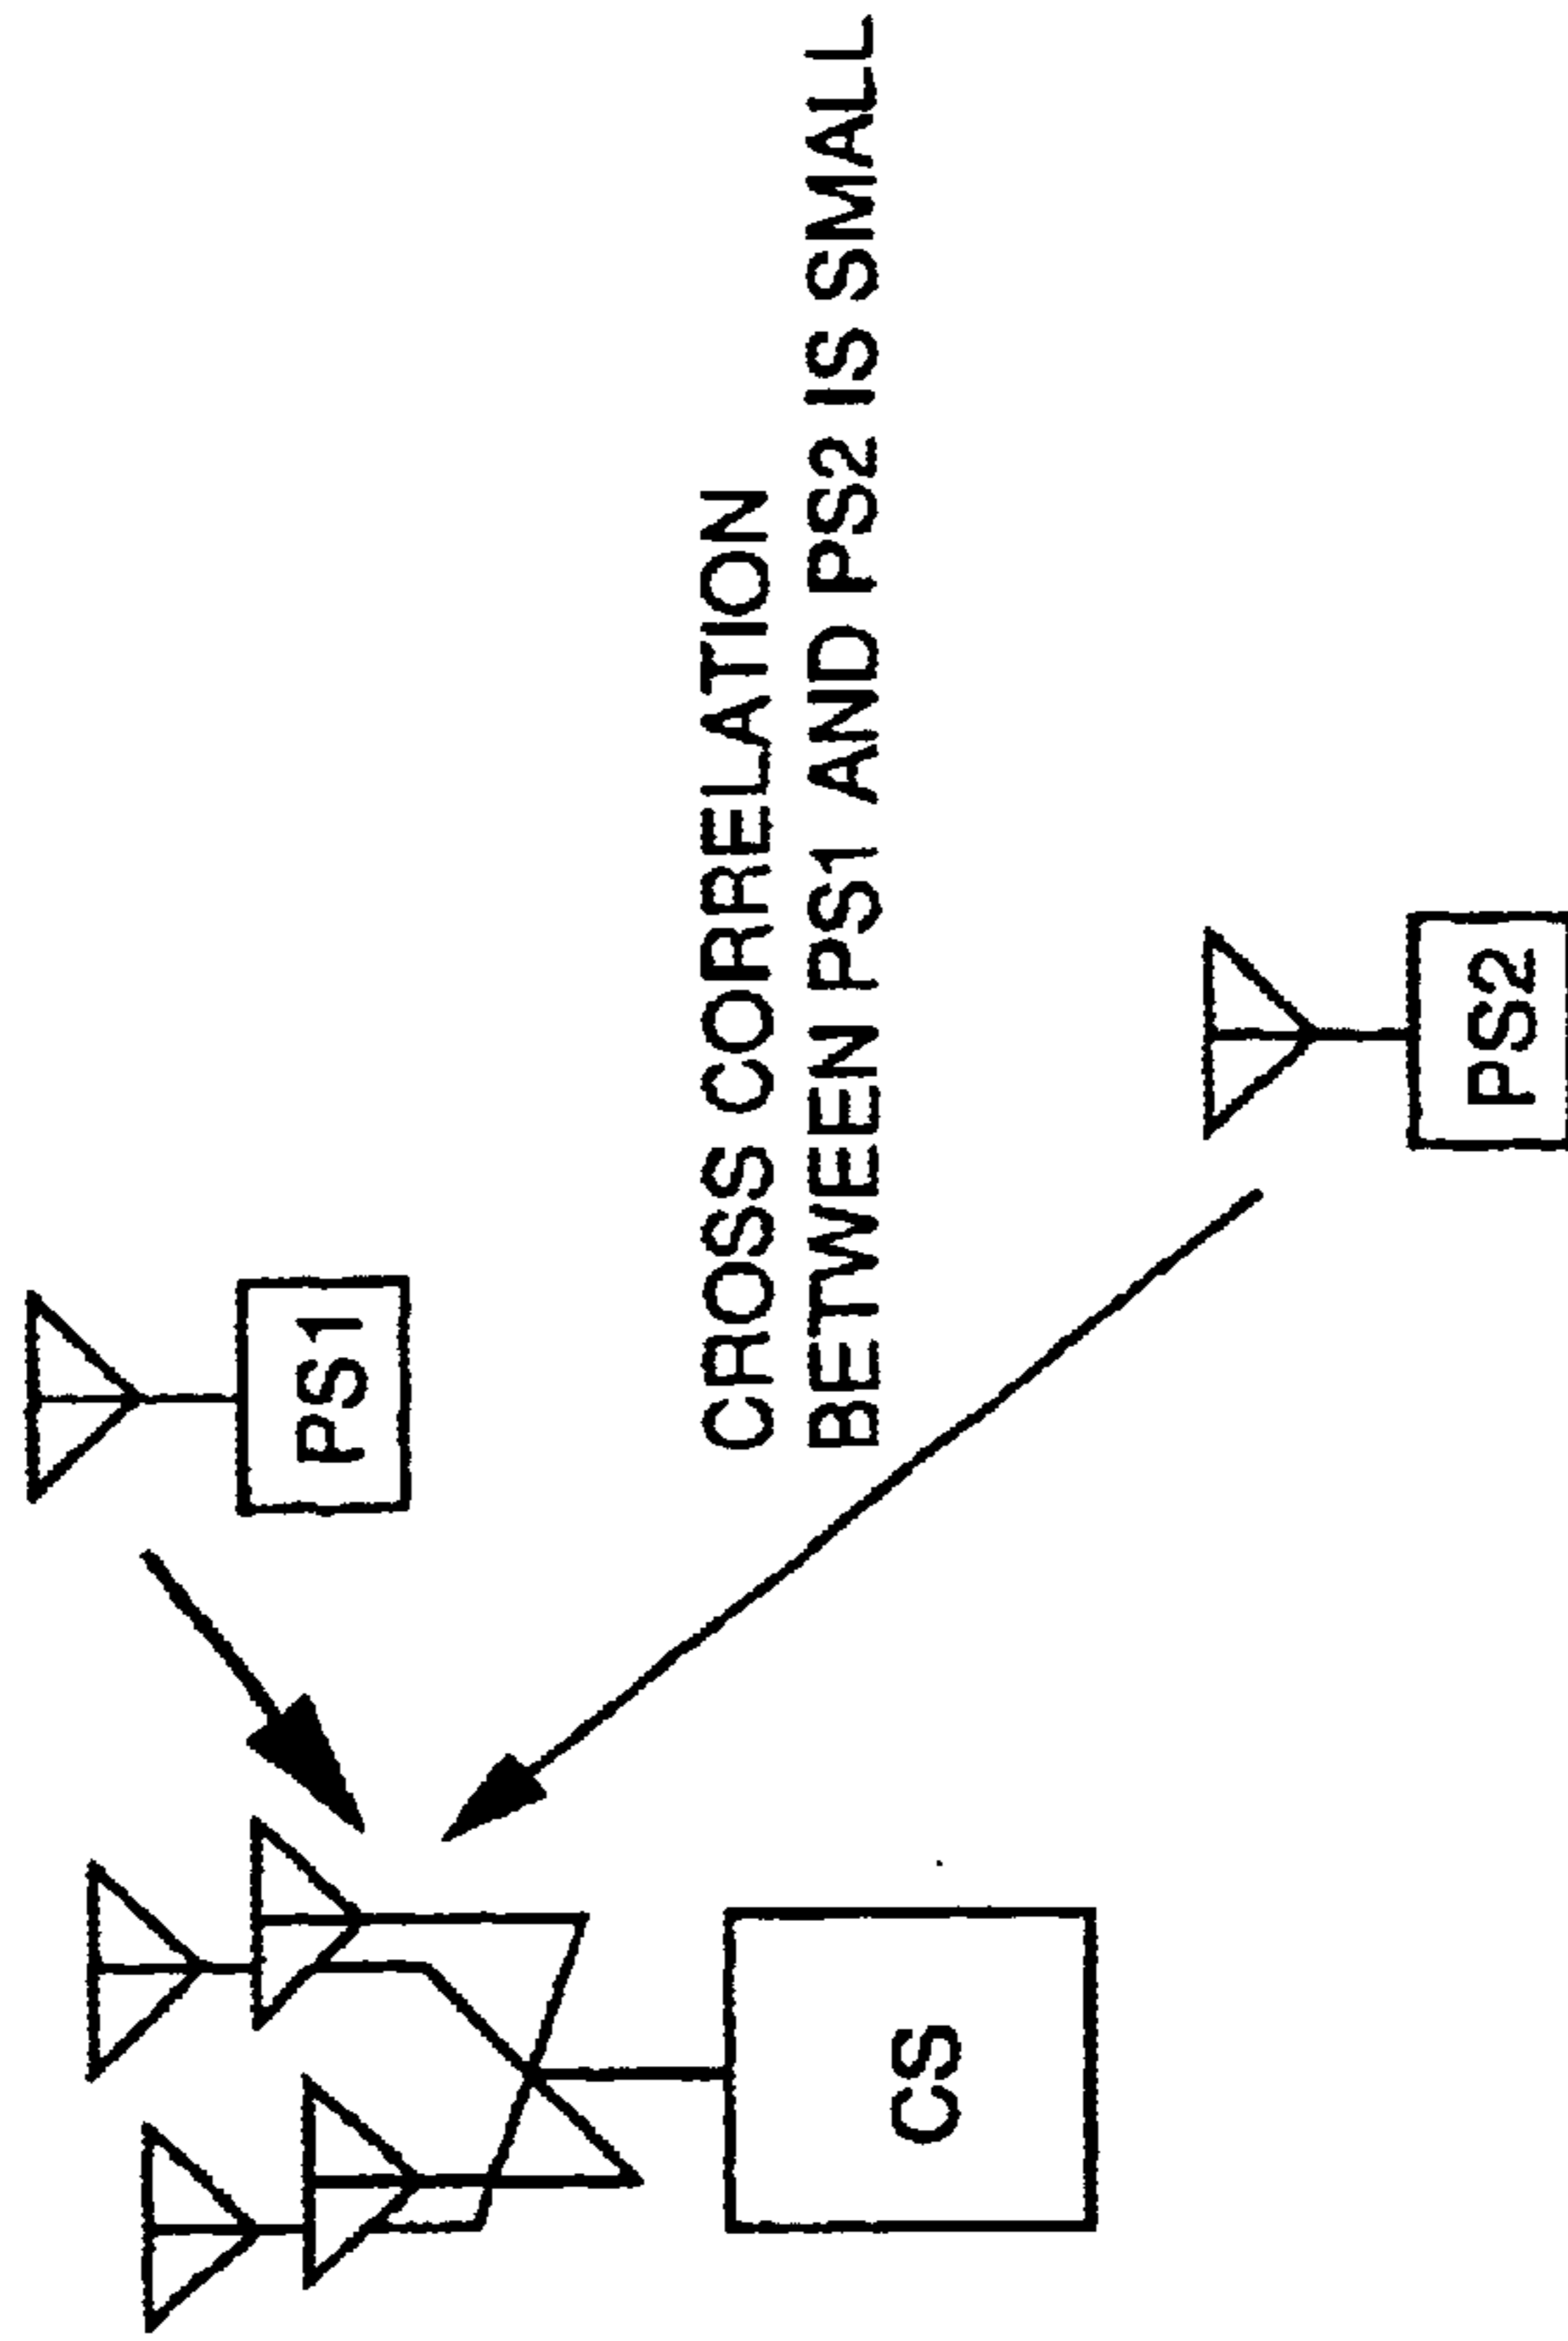 PS1
CROSS CORRELATION
BETWEEN PS1 AND PS2 IS SMALL
CS
PS2